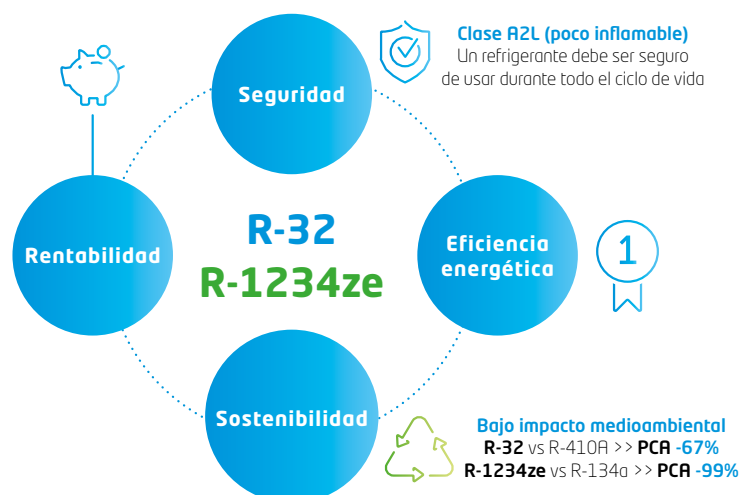 Clase A2L (poco inflamable)
Un refrigerante debe ser seguro
de usar durante todo el ciclo de vida
Seguridad
Rentabilidad
R-32
R-1234ze
Eficiencia
energética
1
Sostenibilidad
Bajo impacto medioambiental
R-32 vs R-410A >> PCA -67%
R-1234ze vs R-134a >> PCA -99%